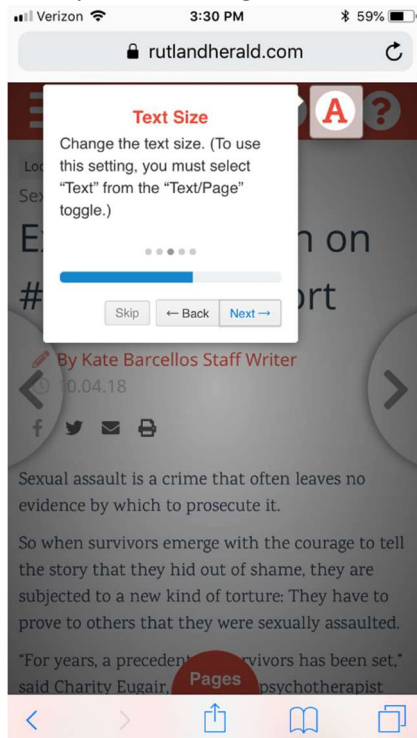 Verizon 3:30 PM 59%
rutlandherald.com
A ?
Text Size
Change the text size. (To use
this setting, you must select
“Text” from the “Text/Page”
toggle.)
Skip ← Back Next →
Loc
Sex
E n on
# ort
By Kate Barcellos Staff Writer
10.04.18
Sexual assault is a crime that often leaves no
evidence by which to prosecute it.
So when survivors emerge with the courage to tell
the story that they hid out of shame, they are
subjected to a new kind of torture: They have to
prove to others that they were sexually assaulted.
“For years, a precedent rvivors has been set,”
said Charity Eugair, psychotherapist
Pages